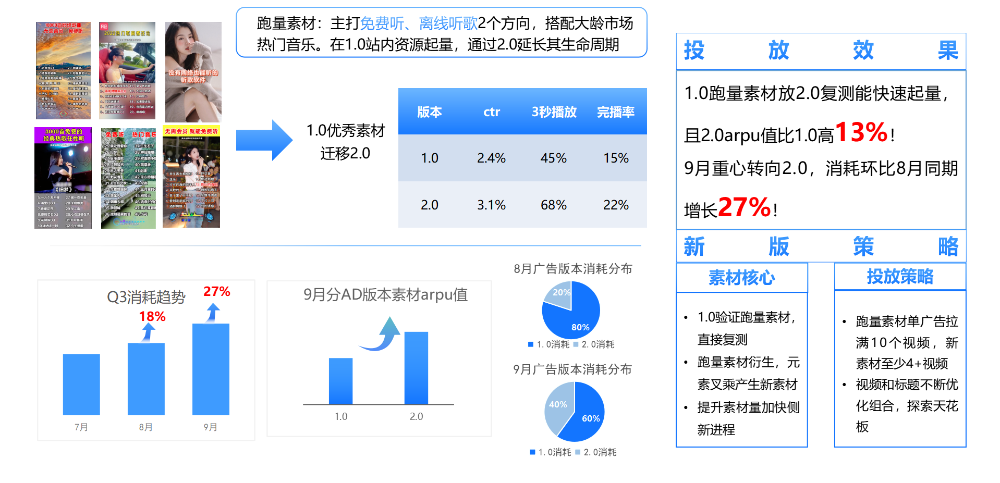 跑量素材：主打免费听、离线听歌2个方向，搭配大龄市场
热门音乐。在1.0站内资源起量，通过2.0延长其生命周期
10000首网络歌曲
无需会员 免费听
2022热门歌曲都在这
没有网络也能听的
听歌软件
3000首免费的
经典热歌任性听
《旧梦》
免费听 热门音乐
无需会员 就能免费听
1.0优秀素材
迁移2.0
版本 ctr 3秒播放 完播率
1.0 2.4% 45% 15%
2.0 3.1% 68% 22%
Q3消耗趋势
18%
27%
7月 8月 9月
9月分AD版本素材arpu值
1.0 2.0
8月广告版本消耗分布
20%
80%
1.0消耗 2.0消耗
9月广告版本消耗分布
40%
60%
1.0消耗 2.0消耗
投放效果
1.0跑量素材放2.0复测能快速起量，
且2.0arpu值比1.0高13%！
9月重心转向2.0，消耗环比8月同期
增长27%！
新版策略
素材核心
• 1.0验证跑量素材，
直接复测
• 跑量素材衍生，元
素叉乘产生新素材
• 提升素材量加快侧
新进程
投放策略
• 跑量素材单广告拉
满10个视频，新
素材至少4+视频
• 视频和标题不断优
化组合，探索天花
板